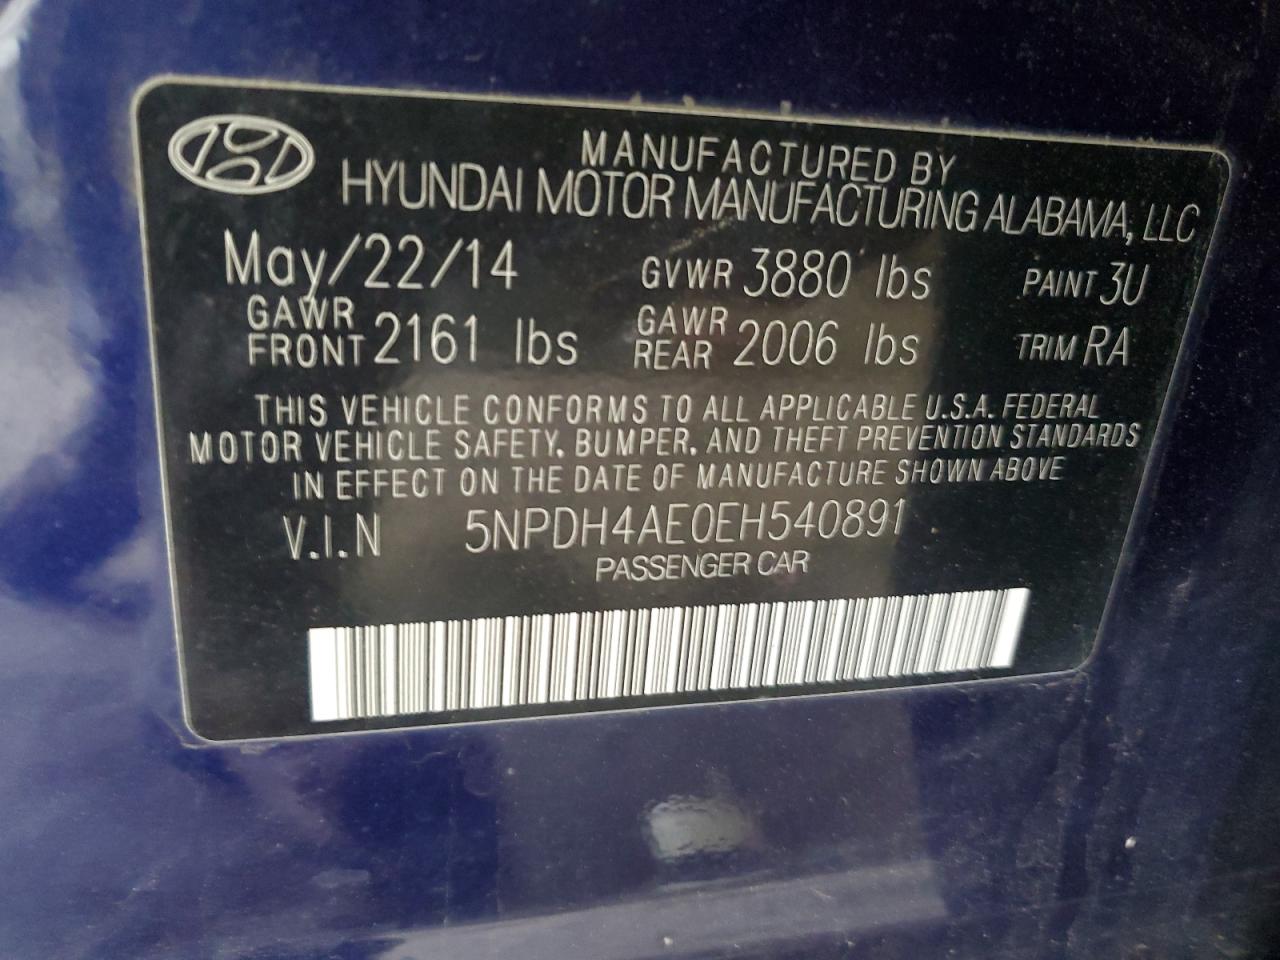 MANUFACTURED BY
HYUNDAI MOTOR MANUFACTURING ALABAMA, LLC
May/22/14 GVWR 3880 lbs PAINT 3U
GAWR FRONT 2161 lbs GAWR REAR 2006 lbs TRIM RA
THIS VEHICLE CONFORMS TO ALL APPLICABLE U.S.A. FEDERAL
MOTOR VEHICLE SAFETY, BUMPER, AND THEFT PREVENTION STANDARDS
IN EFFECT ON THE DATE OF MANUFACTURE SHOWN ABOVE
V.I.N 5NPDH4AE0EH540891
PASSENGER CAR